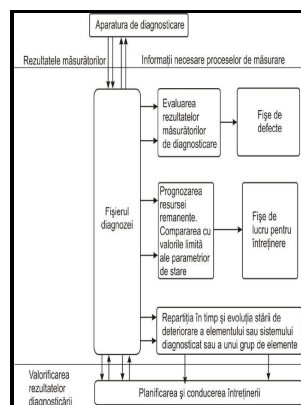 Aparatura de diagnosticare
Rezultatele măsurătorilor
Informații necesare proceselor de măsurare
Fișierul
diagnozei
Evaluarea
rezultatelor
măsurătorilor
de diagnosticare
Fișe de
defecte
Prognozarea
resursei
remanente.
Compararea cu
valorile limită
ale parametrior
de stare
Fișe de
lucru pentru
întreținere
Repartiția în timp și evoluția stării de
deteriorare a elementului sau sistemului
diagnosticat sau a unui grup de elemente
Valorificarea
rezultatelor
diagnosticării
Planificarea și conducerea întreținerii